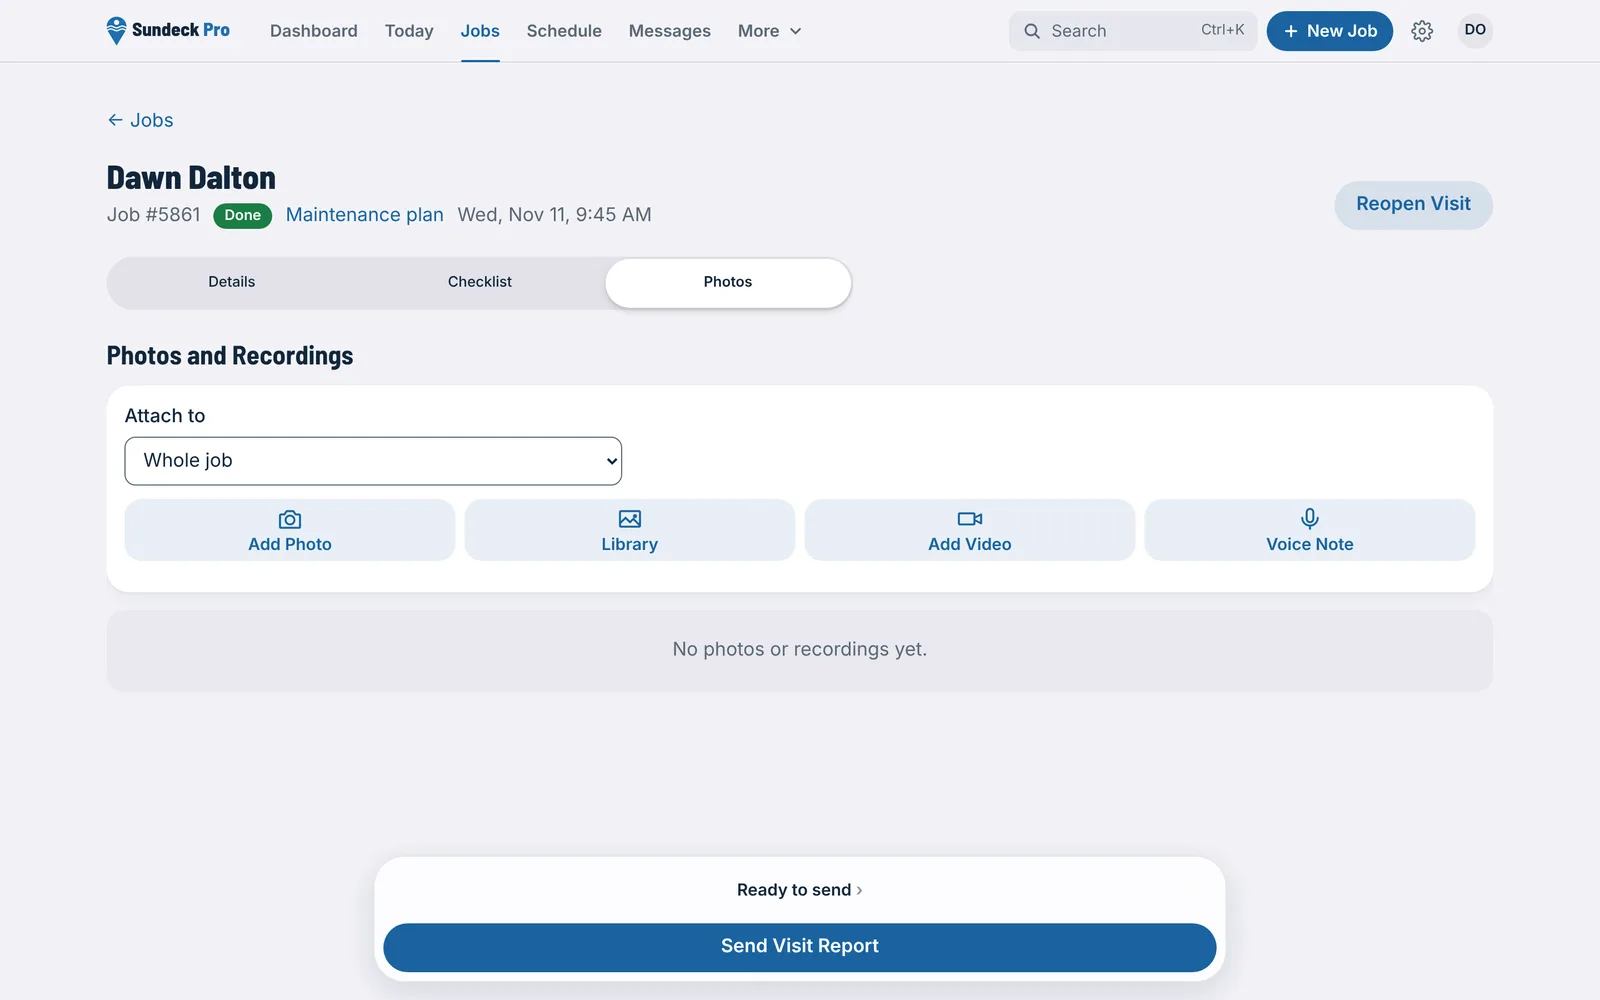 Sundeck Pro
Dashboard
Today
Jobs
Schedule
Messages
More
Search
Ctrl+K
+ New Job
DO
← Jobs
Dawn Dalton
Job #5861
Done
Maintenance plan
Wed, Nov 11, 9:45 AM
Reopen Visit
Details
Checklist
Photos
Photos and Recordings
Attach to
Whole job
Add Photo
Library
Add Video
Voice Note
No photos or recordings yet.
Ready to send ›
Send Visit Report